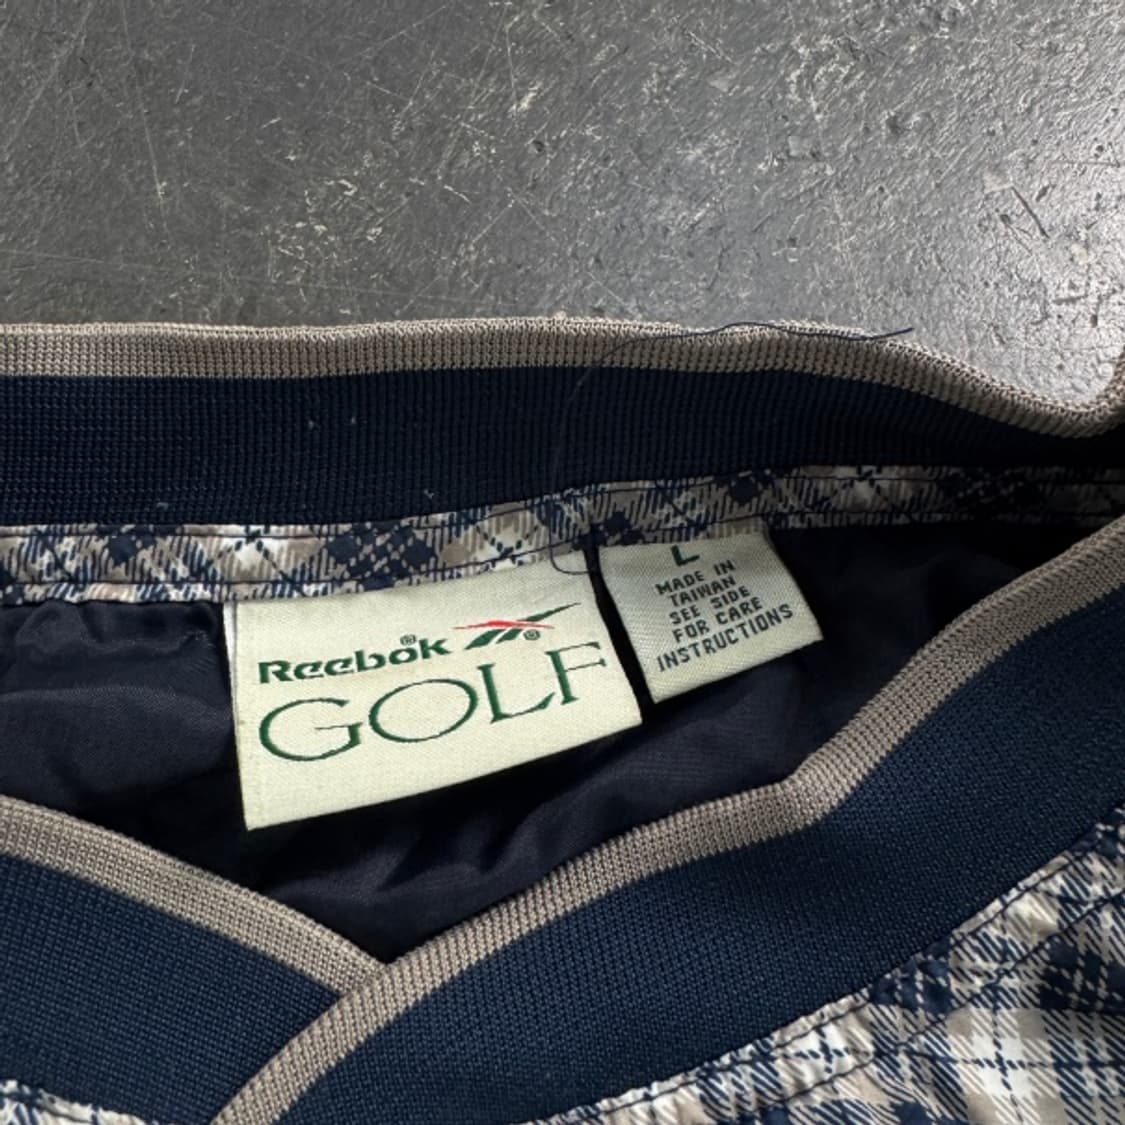 Reebok®
®
GOLF
L
MADE IN
TAIWAN
SEE SIDE
FOR CARE
INSTRUCTIONS